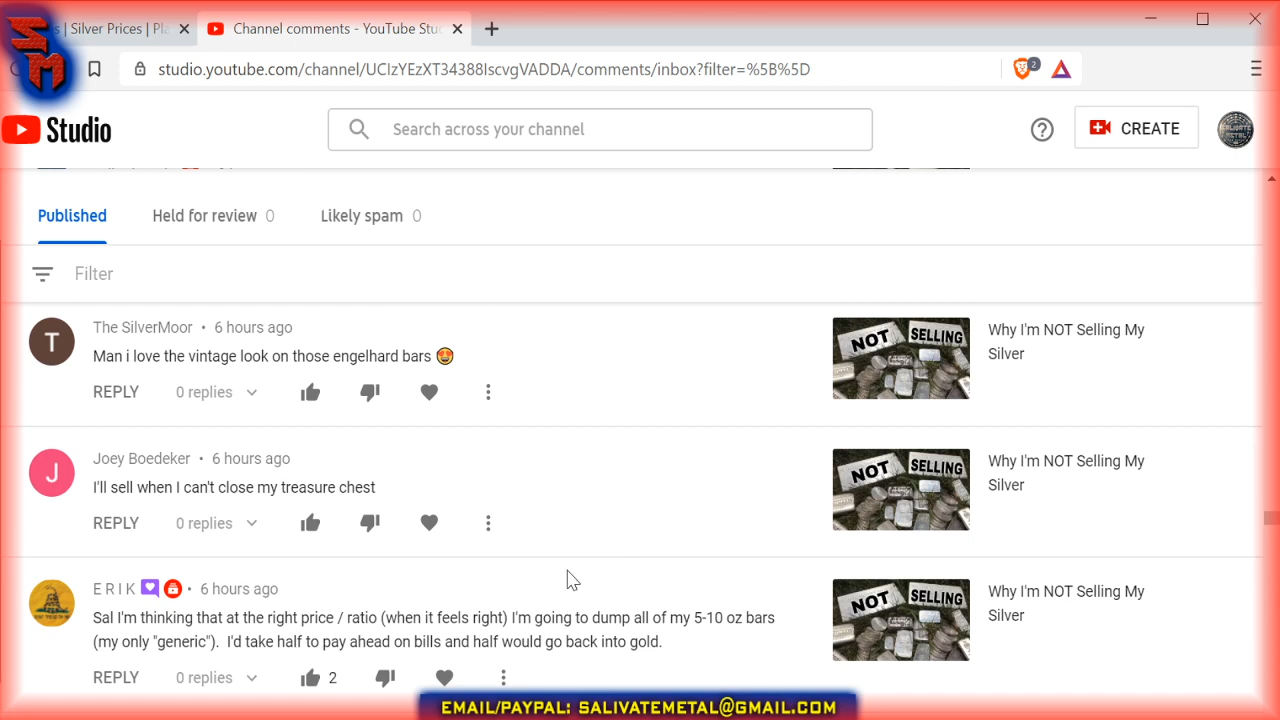 s | Silver Prices | Pla
Channel comments - YouTube Stud
studio.youtube.com/channel/UCIzYEzXT34388IscvgVADDA/comments/inbox?filter=%5B%5D
2
SM
Studio
Search across your channel
CREATE
Published
Held for review 0
Likely spam 0
Filter
T
The SilverMoor • 6 hours ago
Man i love the vintage look on those engelhard bars 😍
REPLY 0 replies
NOT SELLING
Why I'm NOT Selling My
Silver
J
Joey Boedeker • 6 hours ago
I'll sell when I can't close my treasure chest
REPLY 0 replies
NOT SELLING
Why I'm NOT Selling My
Silver
E R I K • 6 hours ago
Sal I'm thinking that at the right price / ratio (when it feels right) I'm going to dump all of my 5-10 oz bars
(my only "generic"). I'd take half to pay ahead on bills and half would go back into gold.
REPLY 0 replies 2
NOT SELLING
Why I'm NOT Selling My
Silver
EMAIL/PAYPAL: SALIVATEMETAL@GMAIL.COM